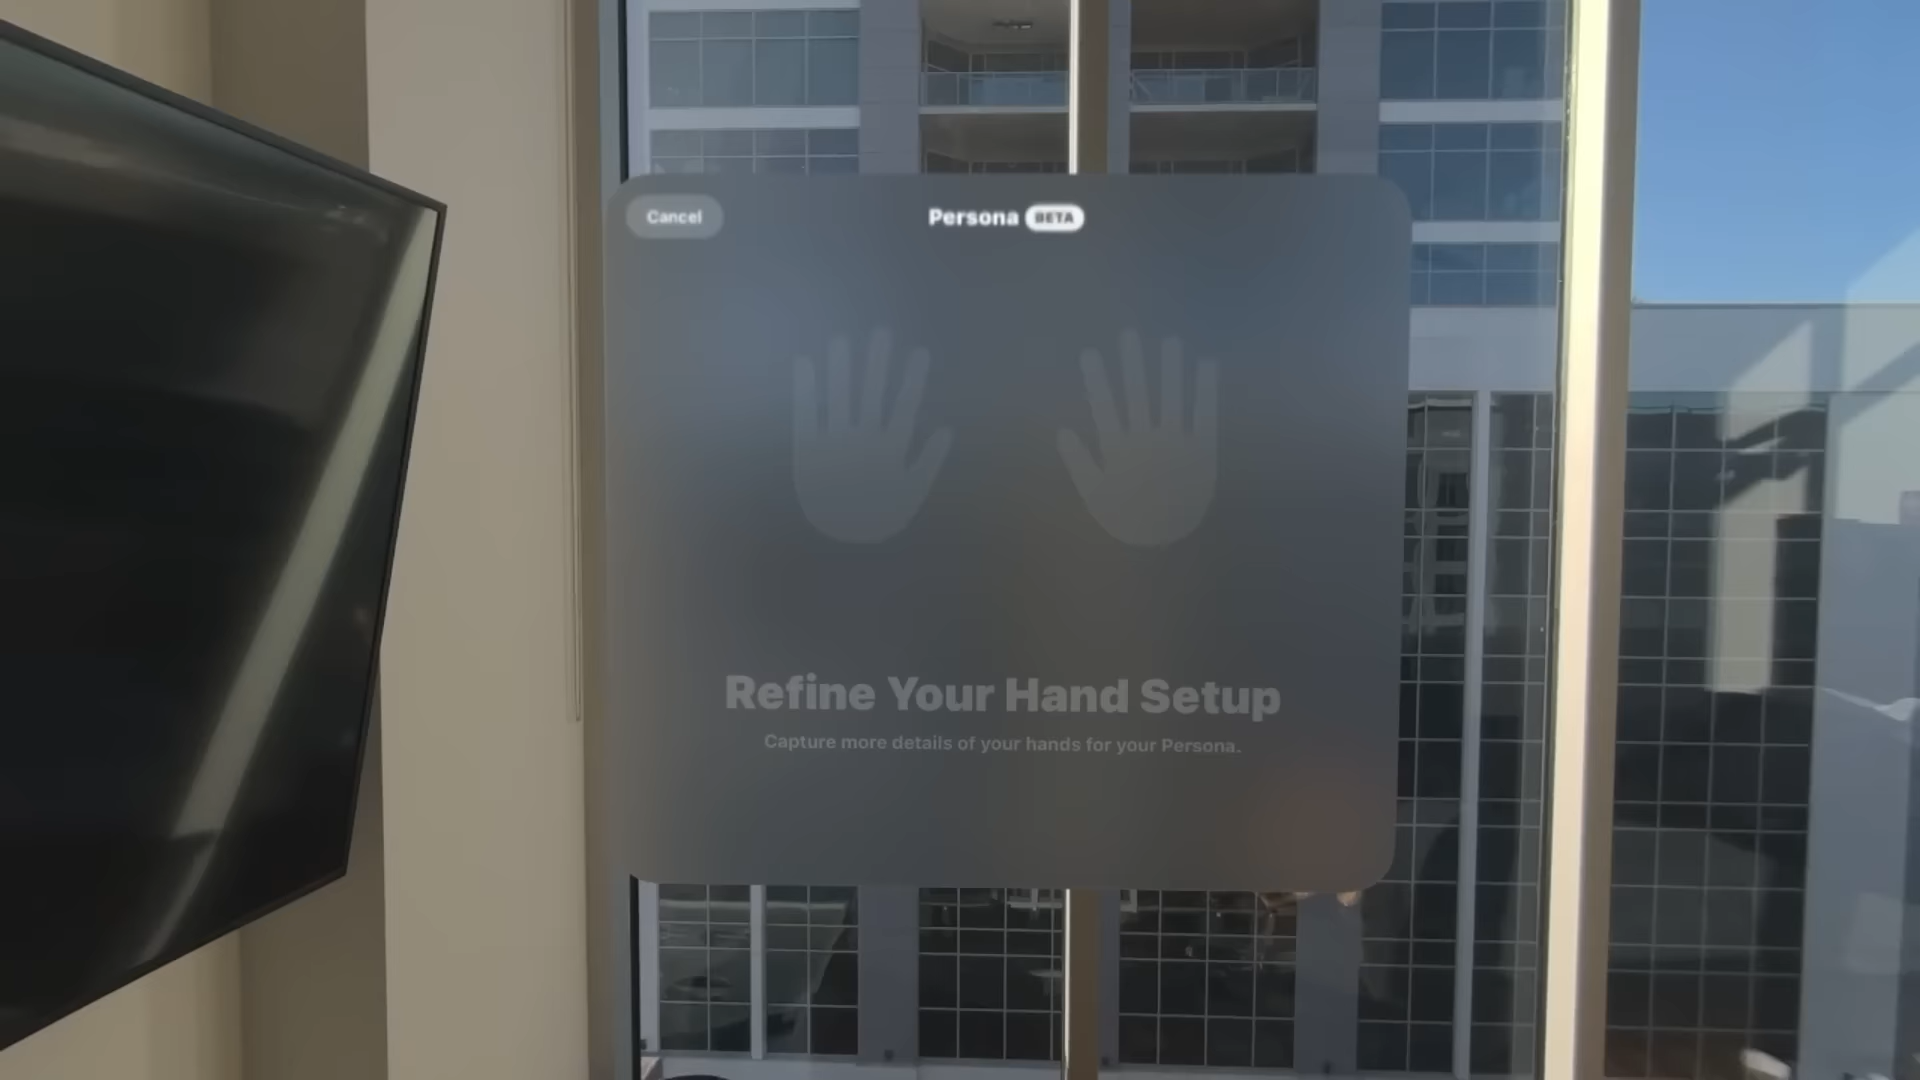 Cancel
Persona BETA
Refine Your Hand Setup
Capture more details of your hands for your Persona.